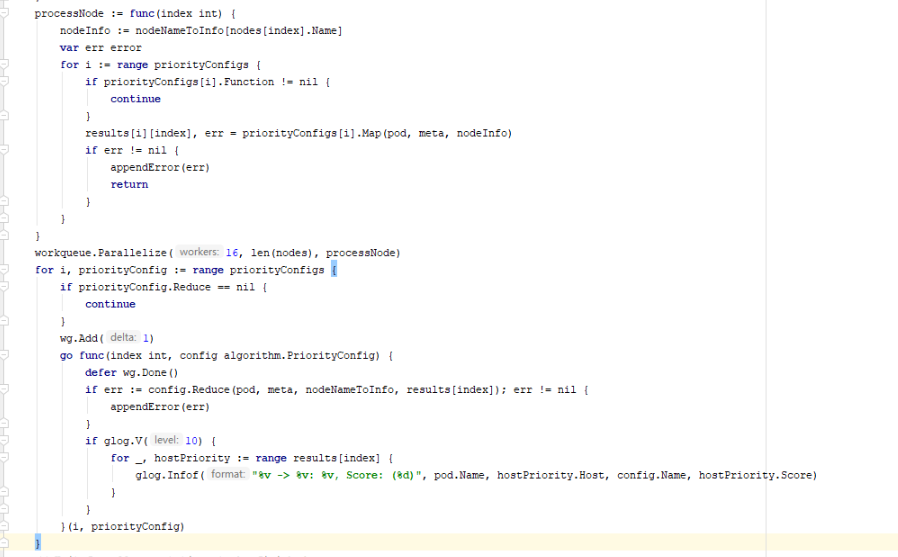 processNode := func(index int) {
    nodeInfo := nodeNameToInfo[nodes[index].Name]
    var err error
    for i := range priorityConfigs {
        if priorityConfigs[i].Function != nil {
            continue
        }
        results[i][index], err = priorityConfigs[i].Map(pod, meta, nodeInfo)
        if err != nil {
            appendError(err)
            return
        }
    }
}
workqueue.Parallelize( workers: 16, len(nodes), processNode)
for i, priorityConfig := range priorityConfigs {
    if priorityConfig.Reduce == nil {
        continue
    }
    wg.Add( delta: 1)
    go func(index int, config algorithm.PriorityConfig) {
        defer wg.Done()
        if err := config.Reduce(pod, meta, nodeNameToInfo, results[index]); err != nil {
            appendError(err)
        }
        if glog.V( level: 10) {
            for _, hostPriority := range results[index] {
                glog.Infof( format: "%v -> %v: %v, Score: (%d)", pod.Name, hostPriority.Host, config.Name, hostPriority.Score)
            }
        }
    }(i, priorityConfig)
}